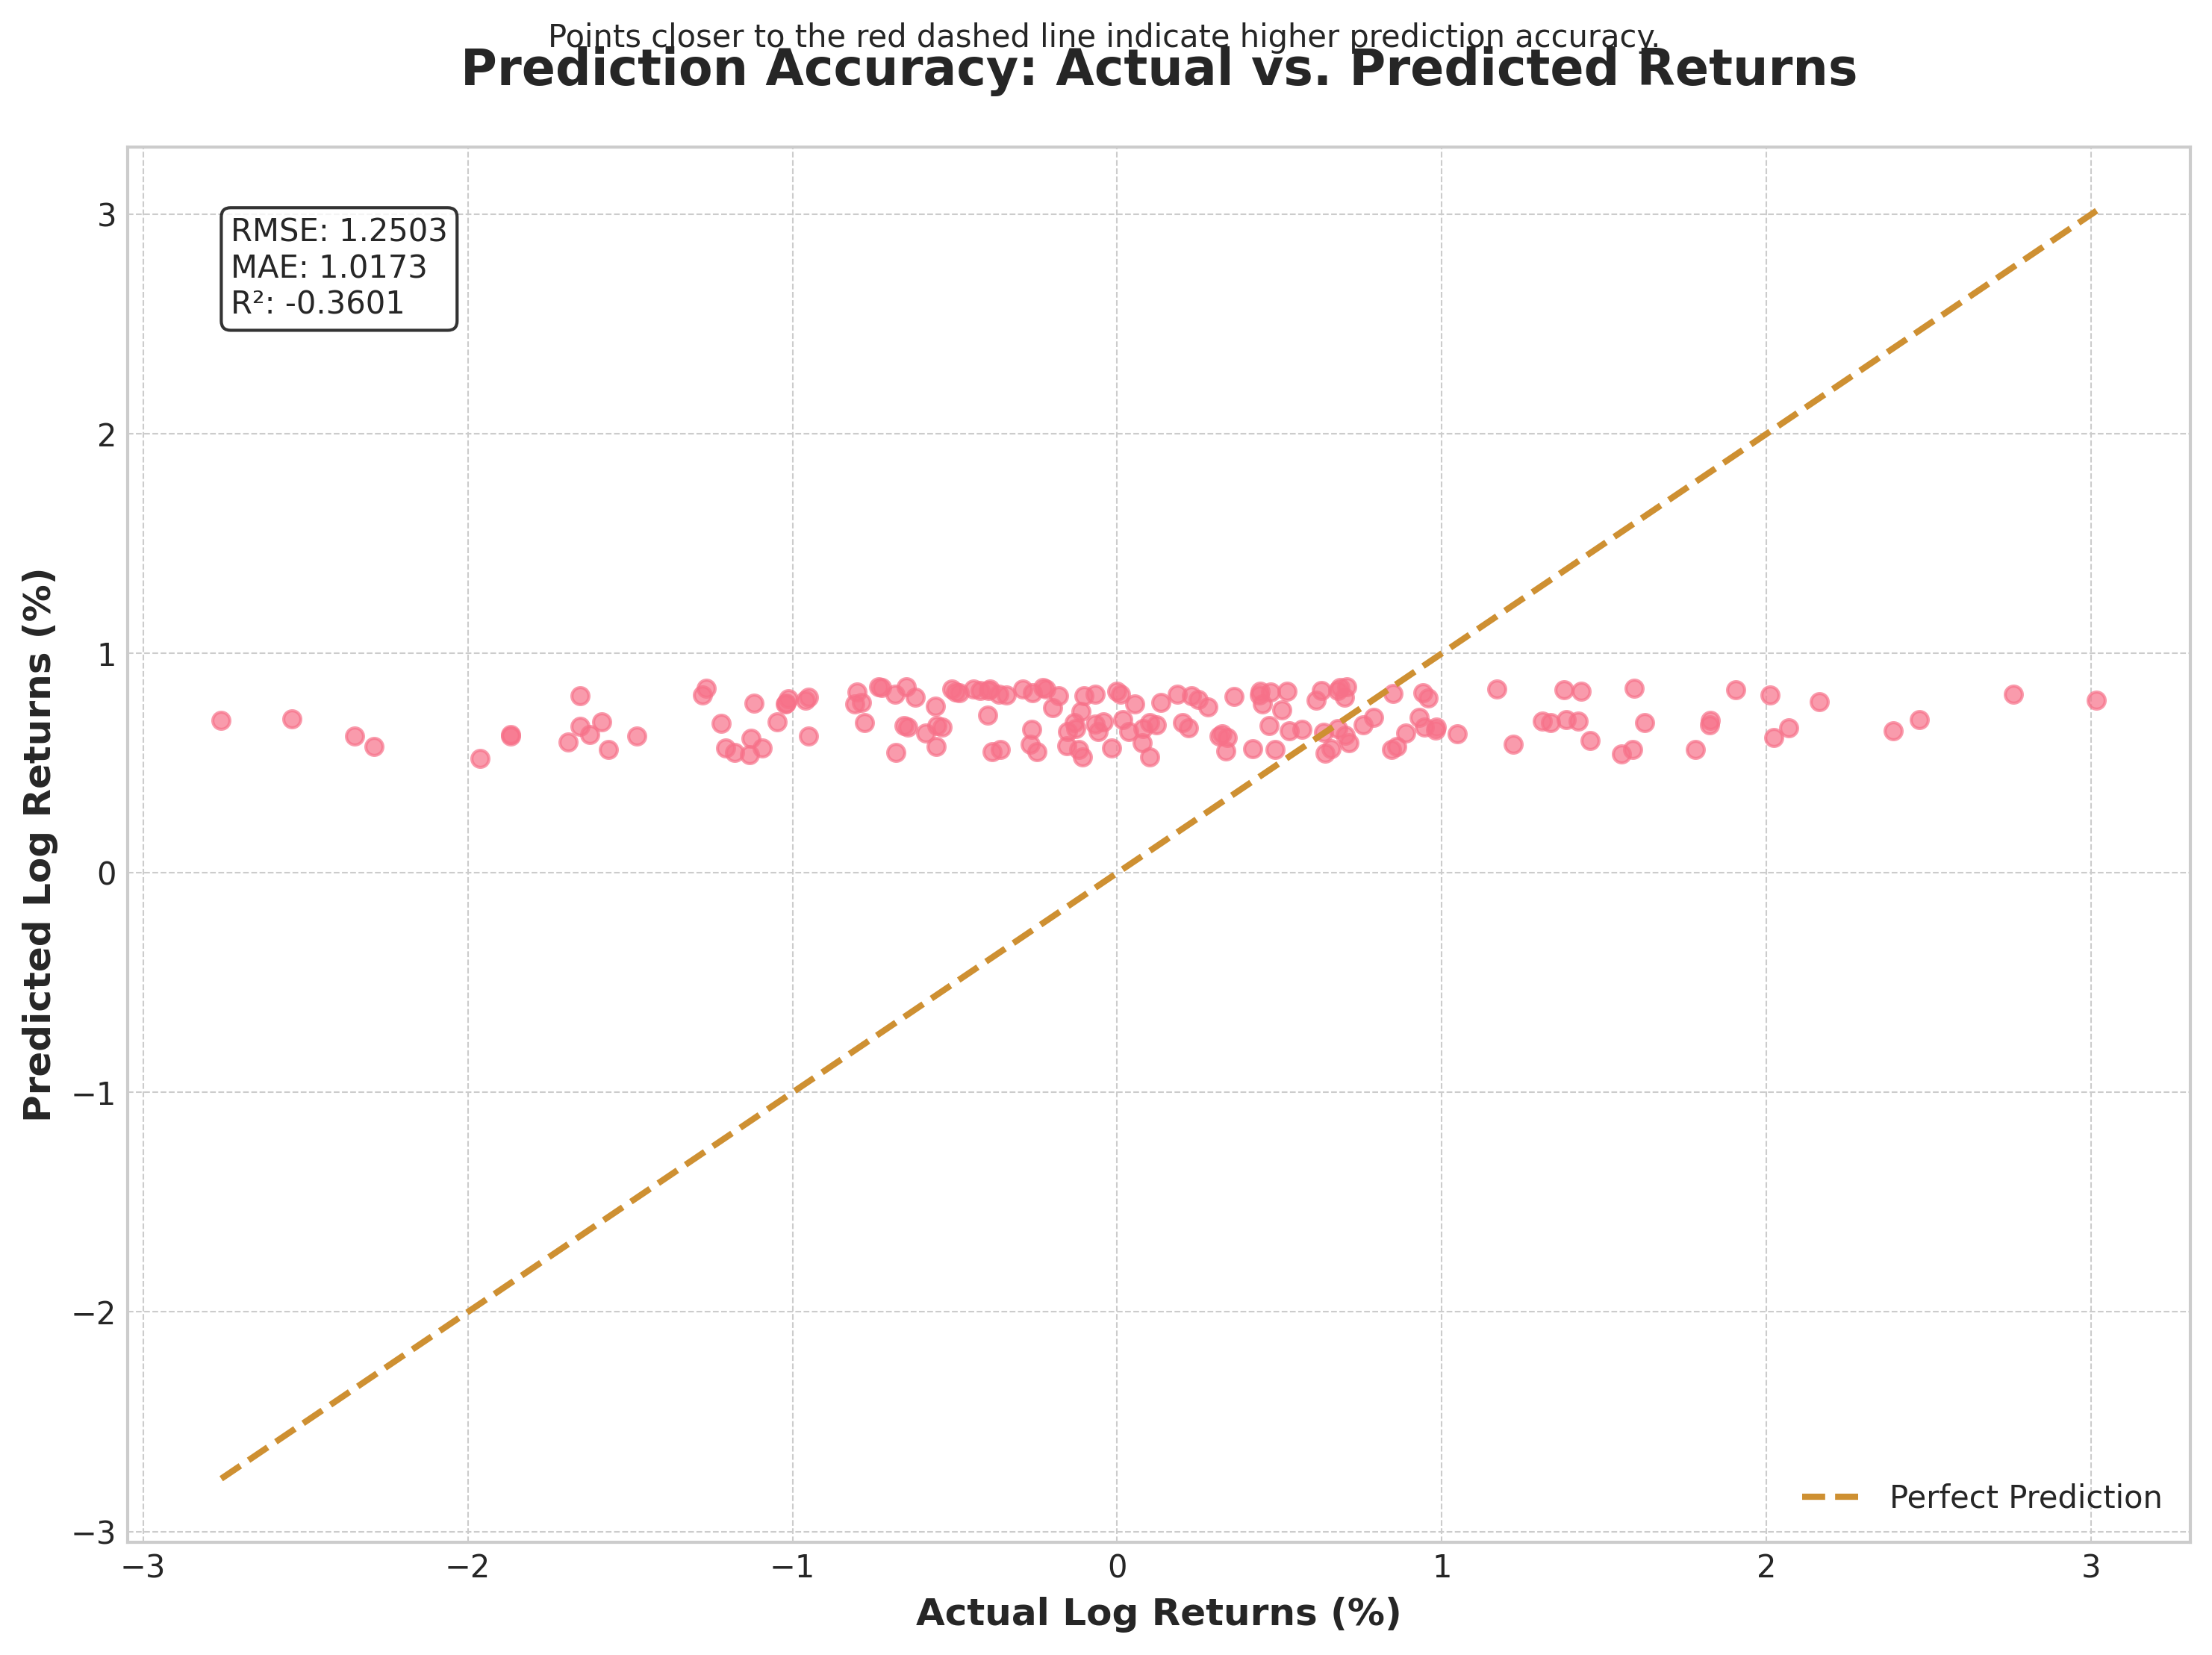 Points closer to the red dashed line indicate higher prediction accuracy.
Prediction Accuracy: Actual vs. Predicted Returns
RMSE: 1.2503
MAE: 1.0173
R²: -0.3601
3
2
1
0
−1
−2
−3
Predicted Log Returns (%)
Perfect Prediction
−3 −2 −1 0 1 2 3
Actual Log Returns (%)